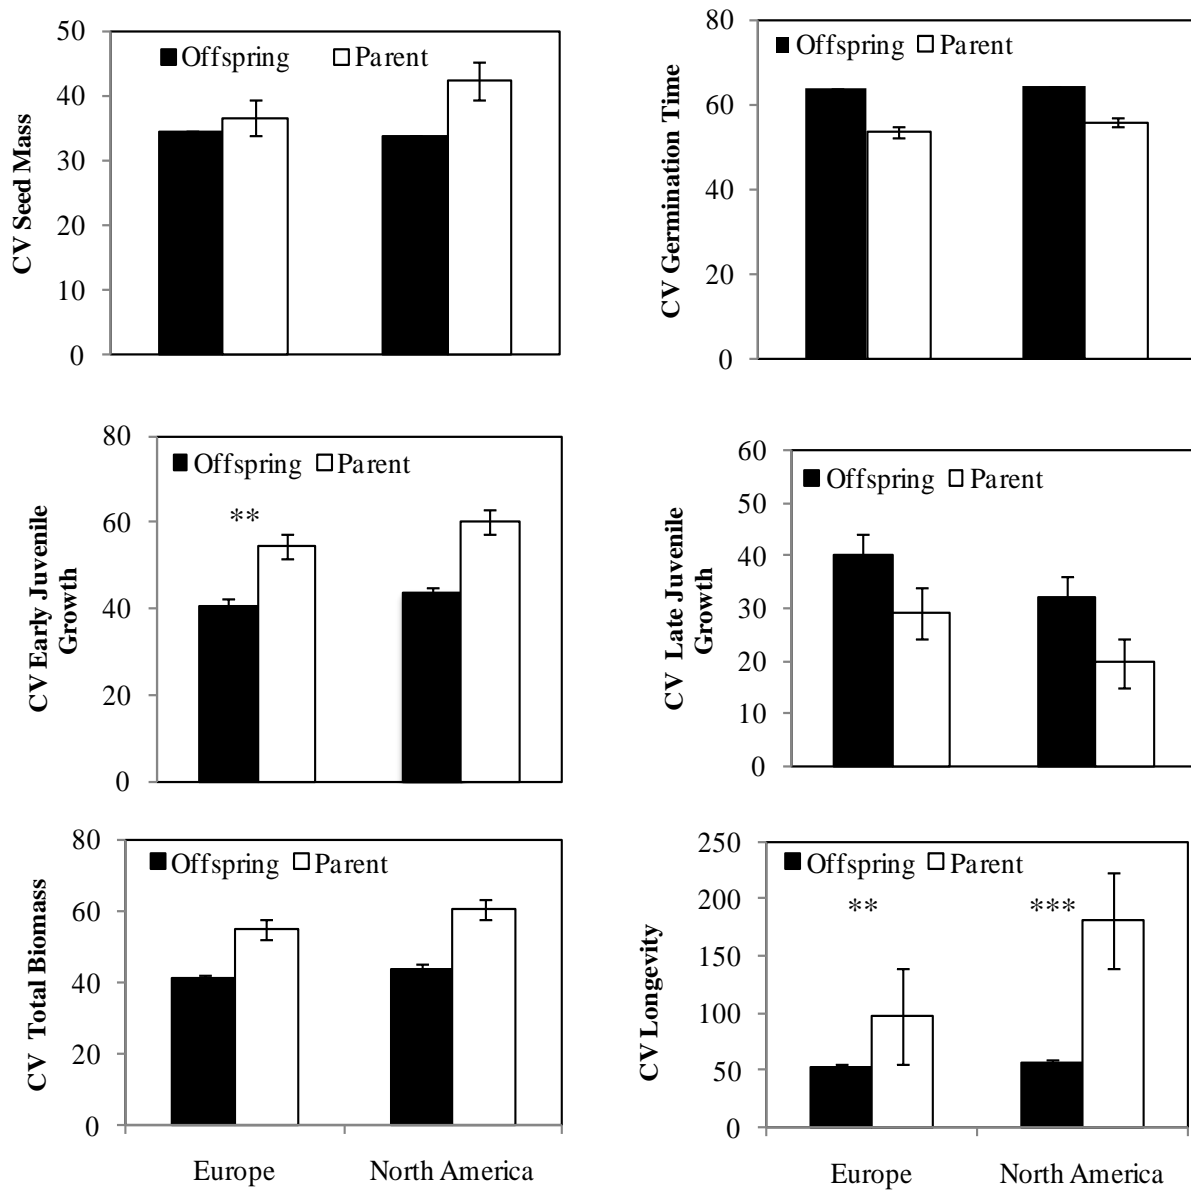 50
40
30
20
10
0
CV Seed Mass
Offspring Parent
80
60
40
20
0
CV Germination Time
Offspring Parent
80
60
40
20
0
CV Early Juvenile
Growth
Offspring Parent
**
60
50
40
30
20
10
0
CV Late Juvenile
Growth
Offspring Parent
80
60
40
20
0
CV Total Biomass
Offspring Parent
Europe North America
250
200
150
100
50
0
CV Longevity
Offspring Parent
** ***
Europe North America